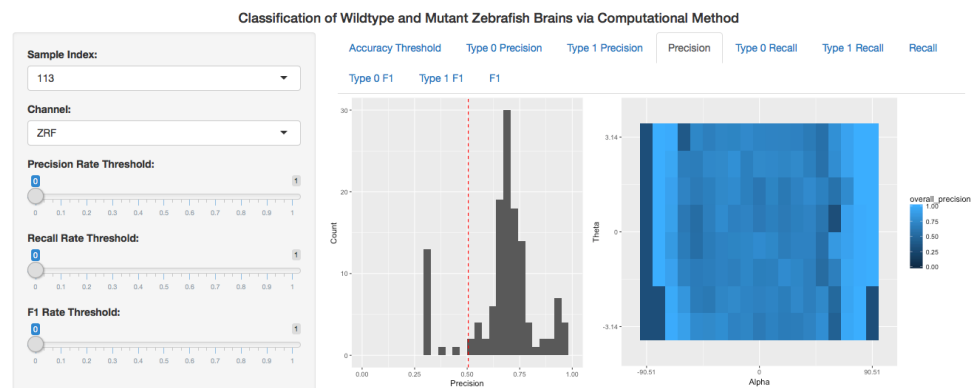 Classification of Wildtype and Mutant Zebrafish Brains via Computational Method
Sample Index:
113
Channel:
ZRF
Precision Rate Threshold:
0 1
0 0.1 0.2 0.3 0.4 0.5 0.6 0.7 0.8 0.9 1
Recall Rate Threshold:
0 1
0 0.1 0.2 0.3 0.4 0.5 0.6 0.7 0.8 0.9 1
F1 Rate Threshold:
0 1
0 0.1 0.2 0.3 0.4 0.5 0.6 0.7 0.8 0.9 1
Accuracy Threshold Type 0 Precision Type 1 Precision Precision Type 0 Recall Type 1 Recall Recall
Type 0 F1 Type 1 F1 F1
30
20
10
0
Count
0.00 0.25 0.50 0.75 1.00
Precision
3.14
0
-3.14
Theta
-90.51 0 90.51
Alpha
overall_precision
1.00
0.75
0.50
0.25
0.00